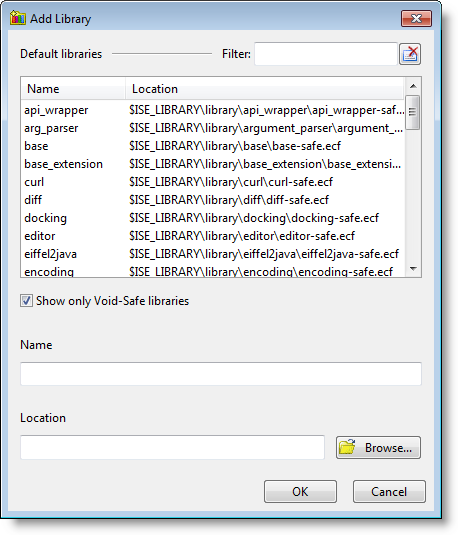 Add Library
Default libraries Filter:
Name Location
api_wrapper $ISE_LIBRARY\library\api_wrapper\api_wrapper-saf...
arg_parser $ISE_LIBRARY\library\argument_parser\argument_...
base $ISE_LIBRARY\library\base\base-safe.ecf
base_extension $ISE_LIBRARY\library\base_extension\base_extensi...
curl $ISE_LIBRARY\library\curl\curl-safe.ecf
diff $ISE_LIBRARY\library\diff\diff-safe.ecf
docking $ISE_LIBRARY\library\docking\docking-safe.ecf
editor $ISE_LIBRARY\library\editor\editor-safe.ecf
eiffel2java $ISE_LIBRARY\library\eiffel2java\eiffel2java-safe.ecf
encoding $ISE_LIBRARY\library\encoding\encoding-safe.ecf
Show only Void-Safe libraries
Name
Location
Browse...
OK Cancel